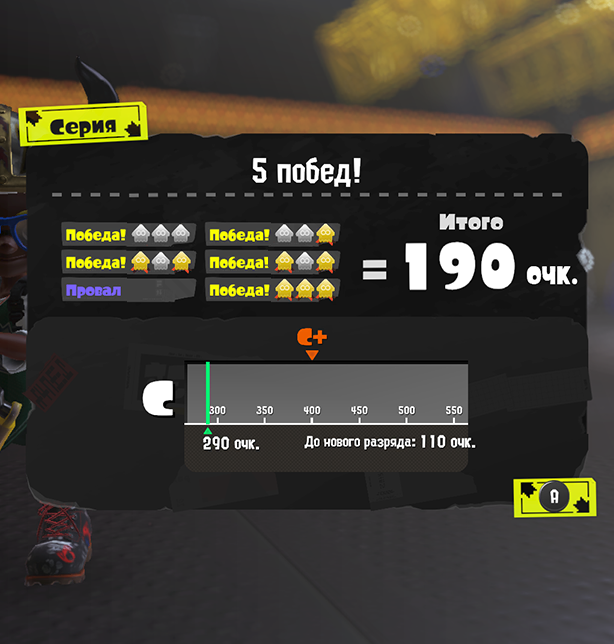 Серия
5 побед!
Победа! Победа!
Победа! Победа!
Провал Победа!
Итого
= 190 очк.
C+
C
300 350 400 450 500 550
290 очк. До нового разряда: 110 очк.
A